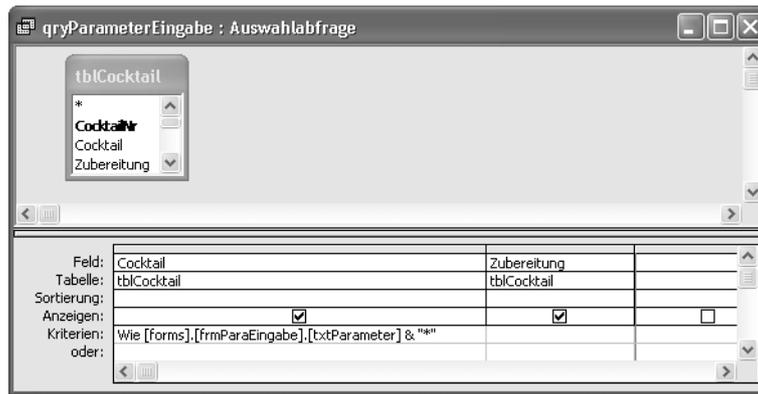 qryParameterEingabe : Auswahlabfrage
tblCocktail
*
CocktailNr
Cocktail
Zubereitung
Feld: Cocktail Zubereitung
Tabelle: tblCocktail tblCocktail
Sortierung:
Anzeigen:
Kriterien: Wie [forms].[frmParaEingabe].[txtParameter] & "*"
oder: